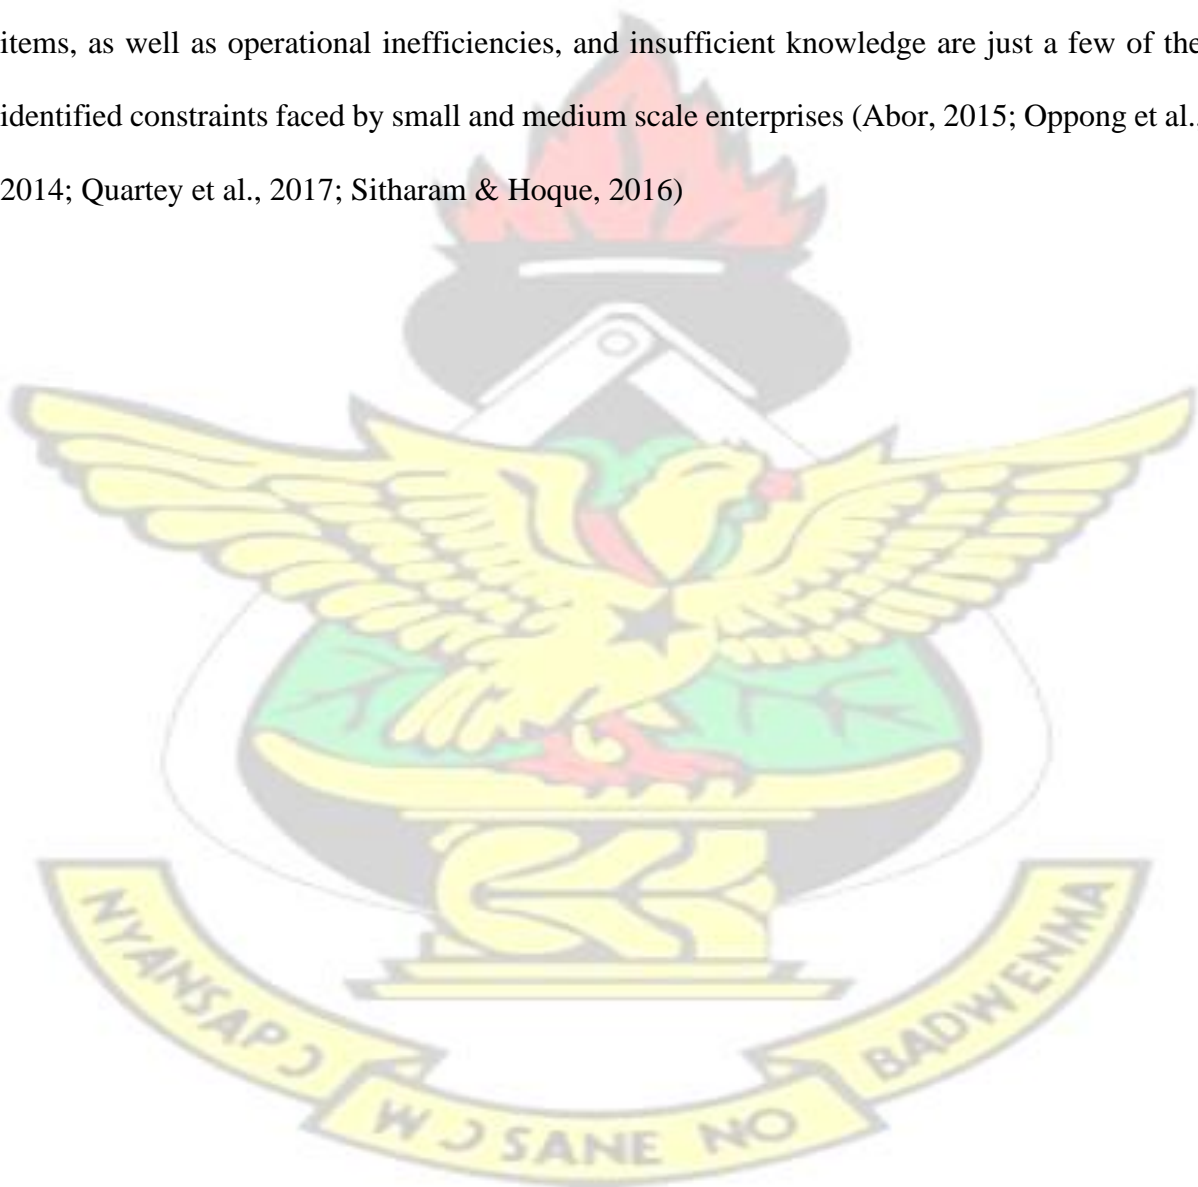 items, as well as operational inefficiencies, and insufficient knowledge are just a few of the
identified constraints faced by small and medium scale enterprises (Abor, 2015; Oppong et al.,
2014; Quartey et al., 2017; Sitharam & Hoque, 2016)
NYANSAPƆ
WƆSANE NO
BADWENMA